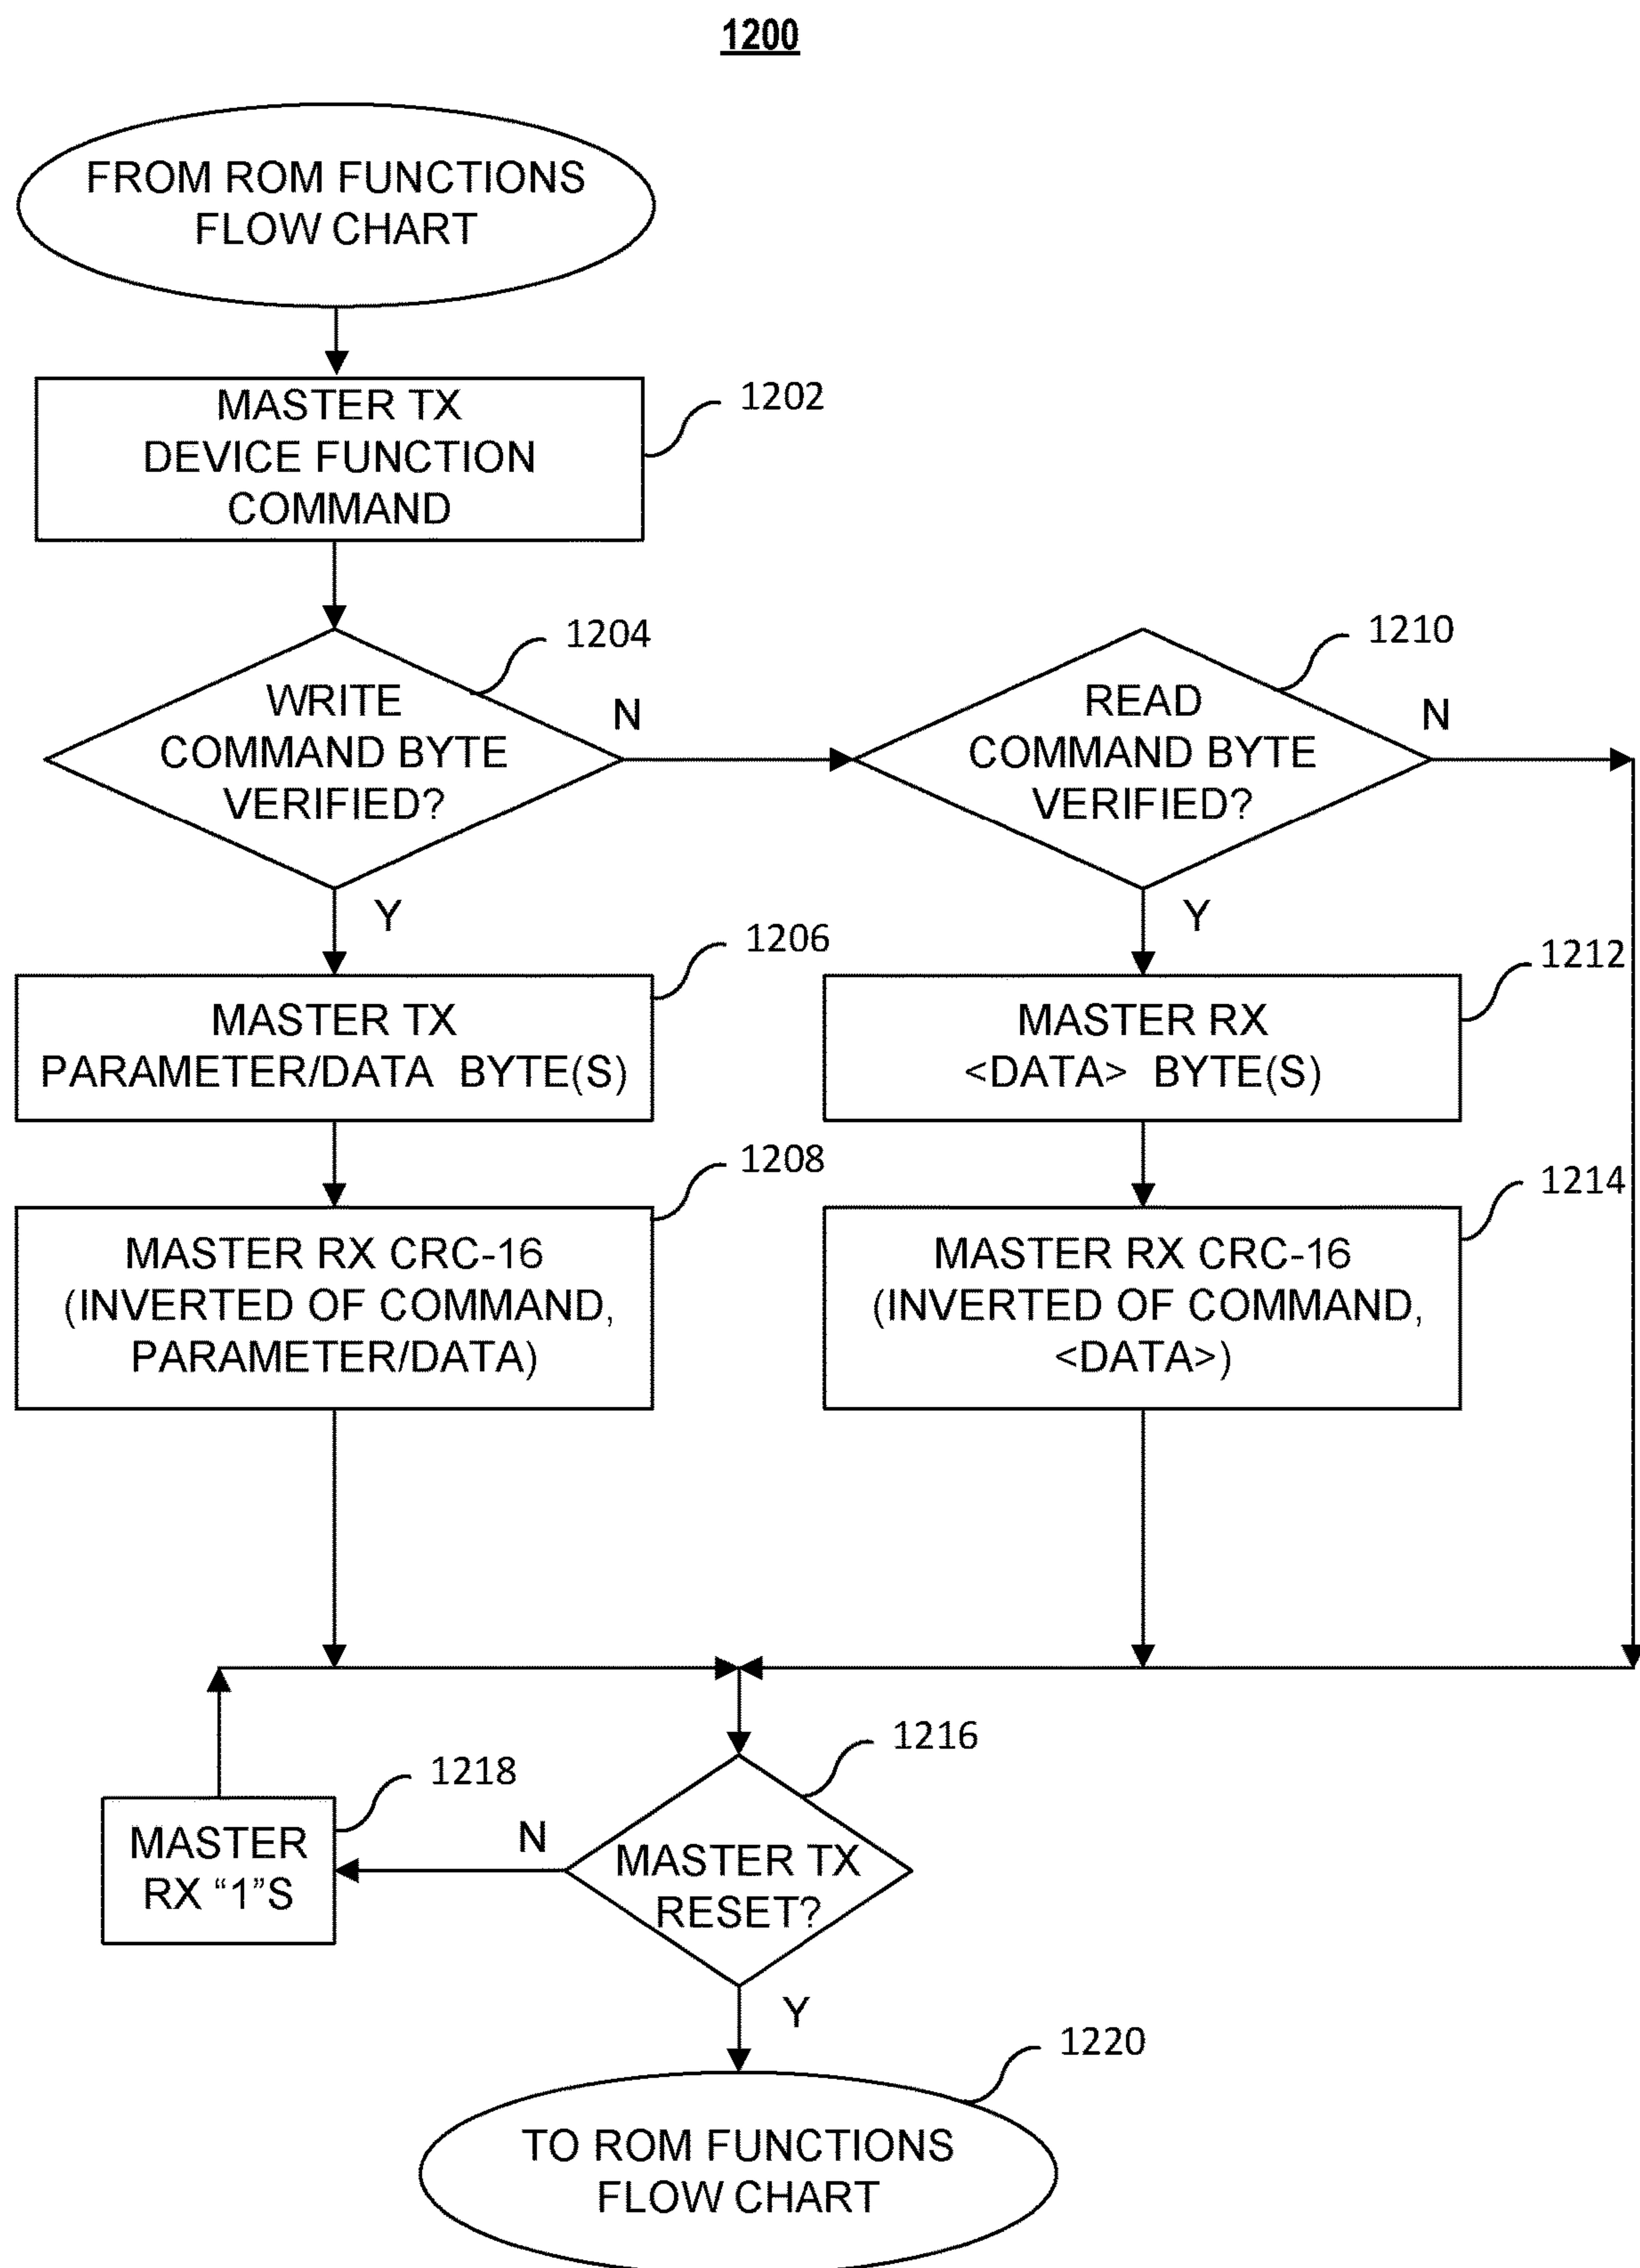 1200
FROM ROM FUNCTIONS
FLOW CHART
MASTER TX
DEVICE FUNCTION
COMMAND
1202
WRITE
COMMAND BYTE
VERIFIED?
1204
N
READ
COMMAND BYTE
VERIFIED?
1210
N
Y
Y
MASTER TX
PARAMETER/DATA BYTE(S)
1206
MASTER RX
<DATA> BYTE(S)
1212
MASTER RX CRC-16
(INVERTED OF COMMAND,
PARAMETER/DATA)
1208
MASTER RX CRC-16
(INVERTED OF COMMAND,
<DATA>)
1214
MASTER TX
RESET?
1216
N
MASTER
RX “1”S
1218
Y
TO ROM FUNCTIONS
FLOW CHART
1220